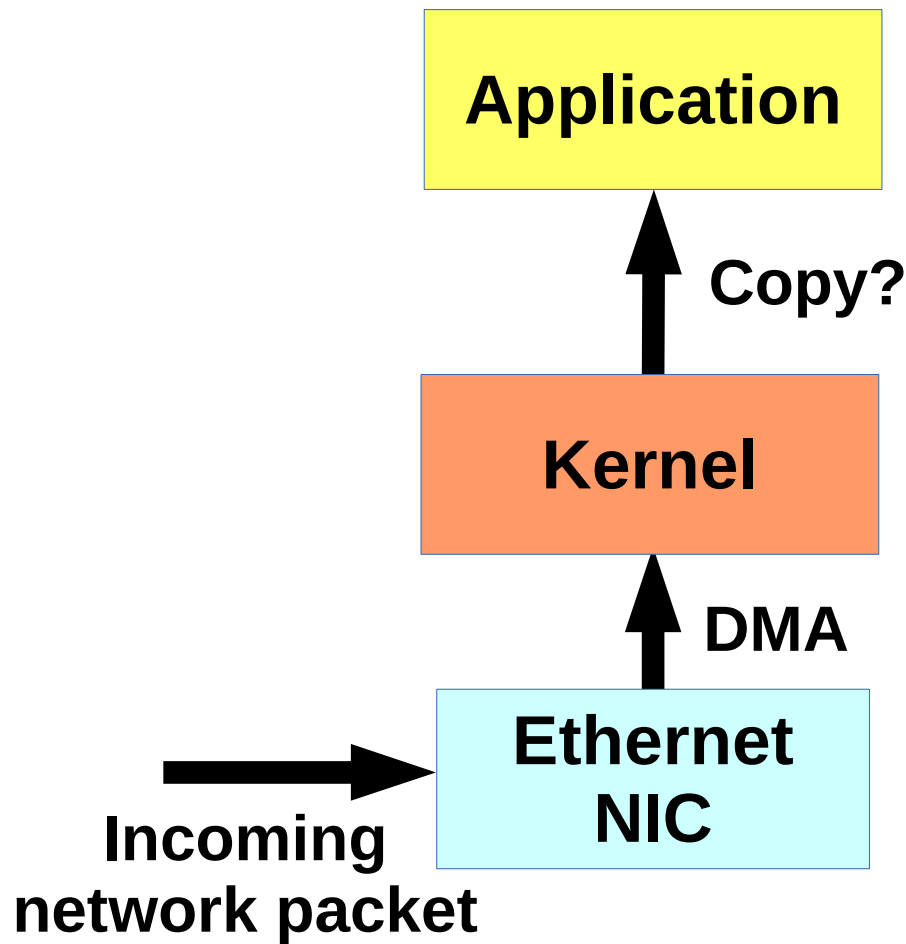 Application
Copy?
Kernel
DMA
Ethernet
NIC
Incoming
network packet